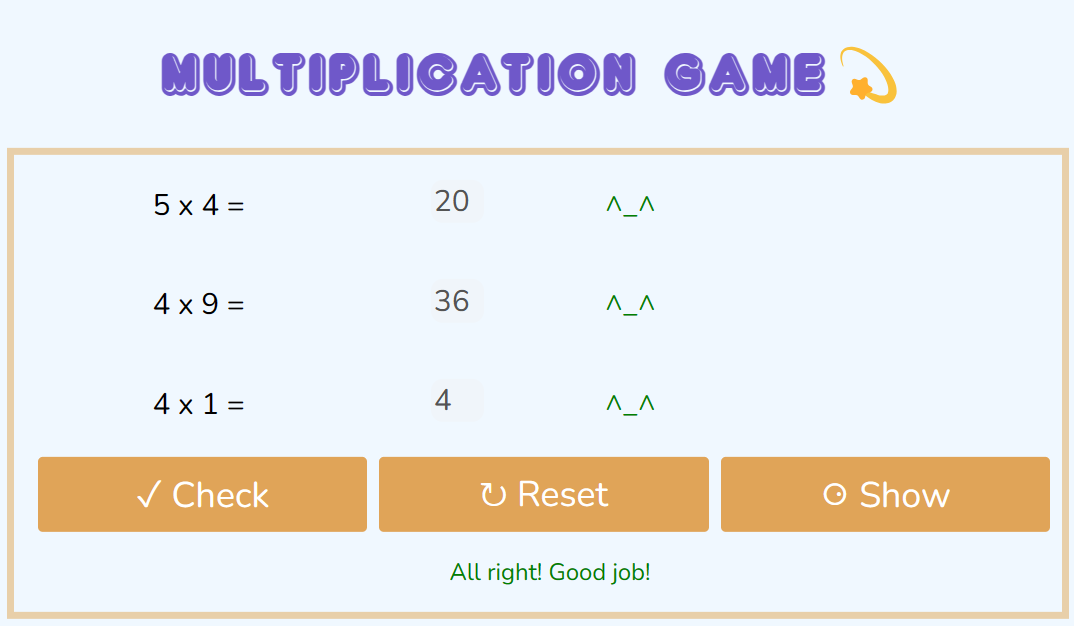 MULTIPLICATION GAME 💫
5 x 4 = 20 ^_^
4 x 9 = 36 ^_^
4 x 1 = 4 ^_^
✓ Check ↻ Reset ⊙ Show
All right! Good job!